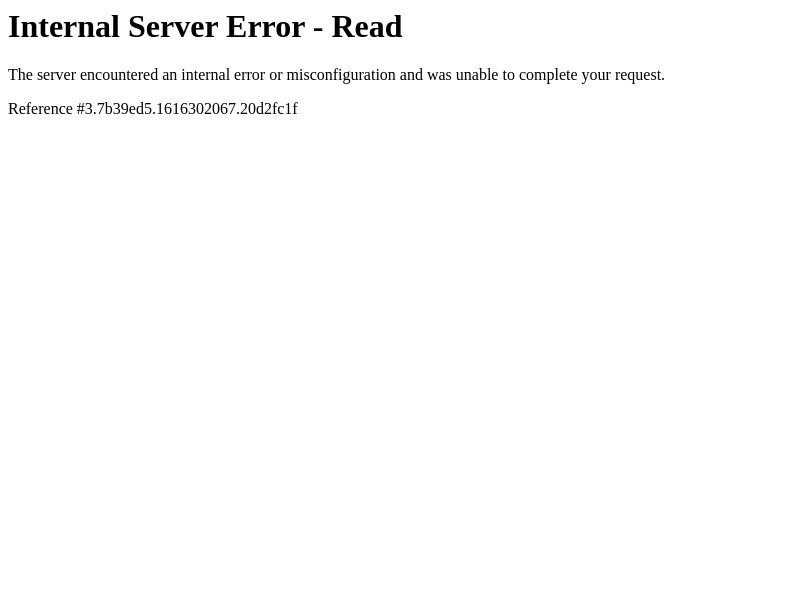 Internal Server Error - Read
The server encountered an internal error or misconfiguration and was unable to complete your request.
Reference #3.7b39ed5.1616302067.20d2fc1f